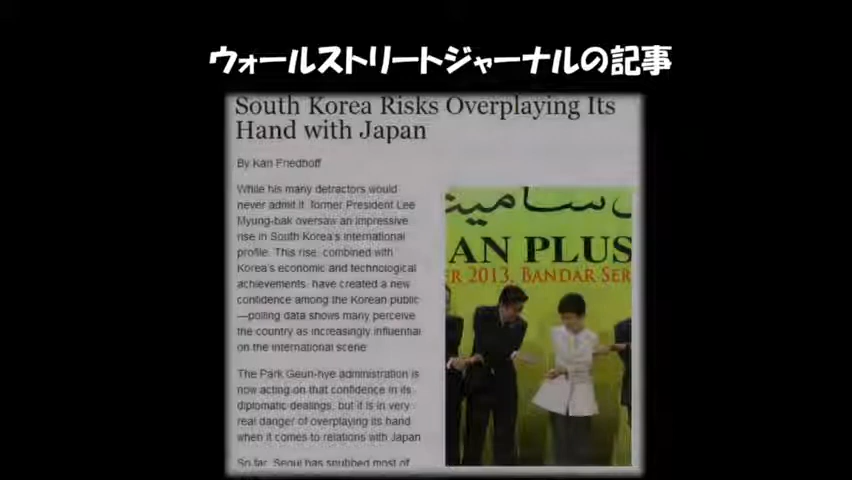 ウォールストリートジャーナルの記事
South Korea Risks Overplaying Its
Hand with Japan
By Karl Friedhoff
While his many detractors would
never admit it, former President Lee
Myung-bak oversaw an impressive
rise in South Korea's international
profile. This rise, combined with
Korea's economic and technological
achievements, have created a new
confidence among the Korean public
—polling data shows many perceive
the country as increasingly influential
on the international scene
The Park Geun-hye administration is
now acting on that confidence in its
diplomatic dealings, but it is in very
real danger of overplaying its hand
when it comes to relations with Japan
So far, Seoul has snubbed most of
AN PLUS
R 2013, BANDAR SER